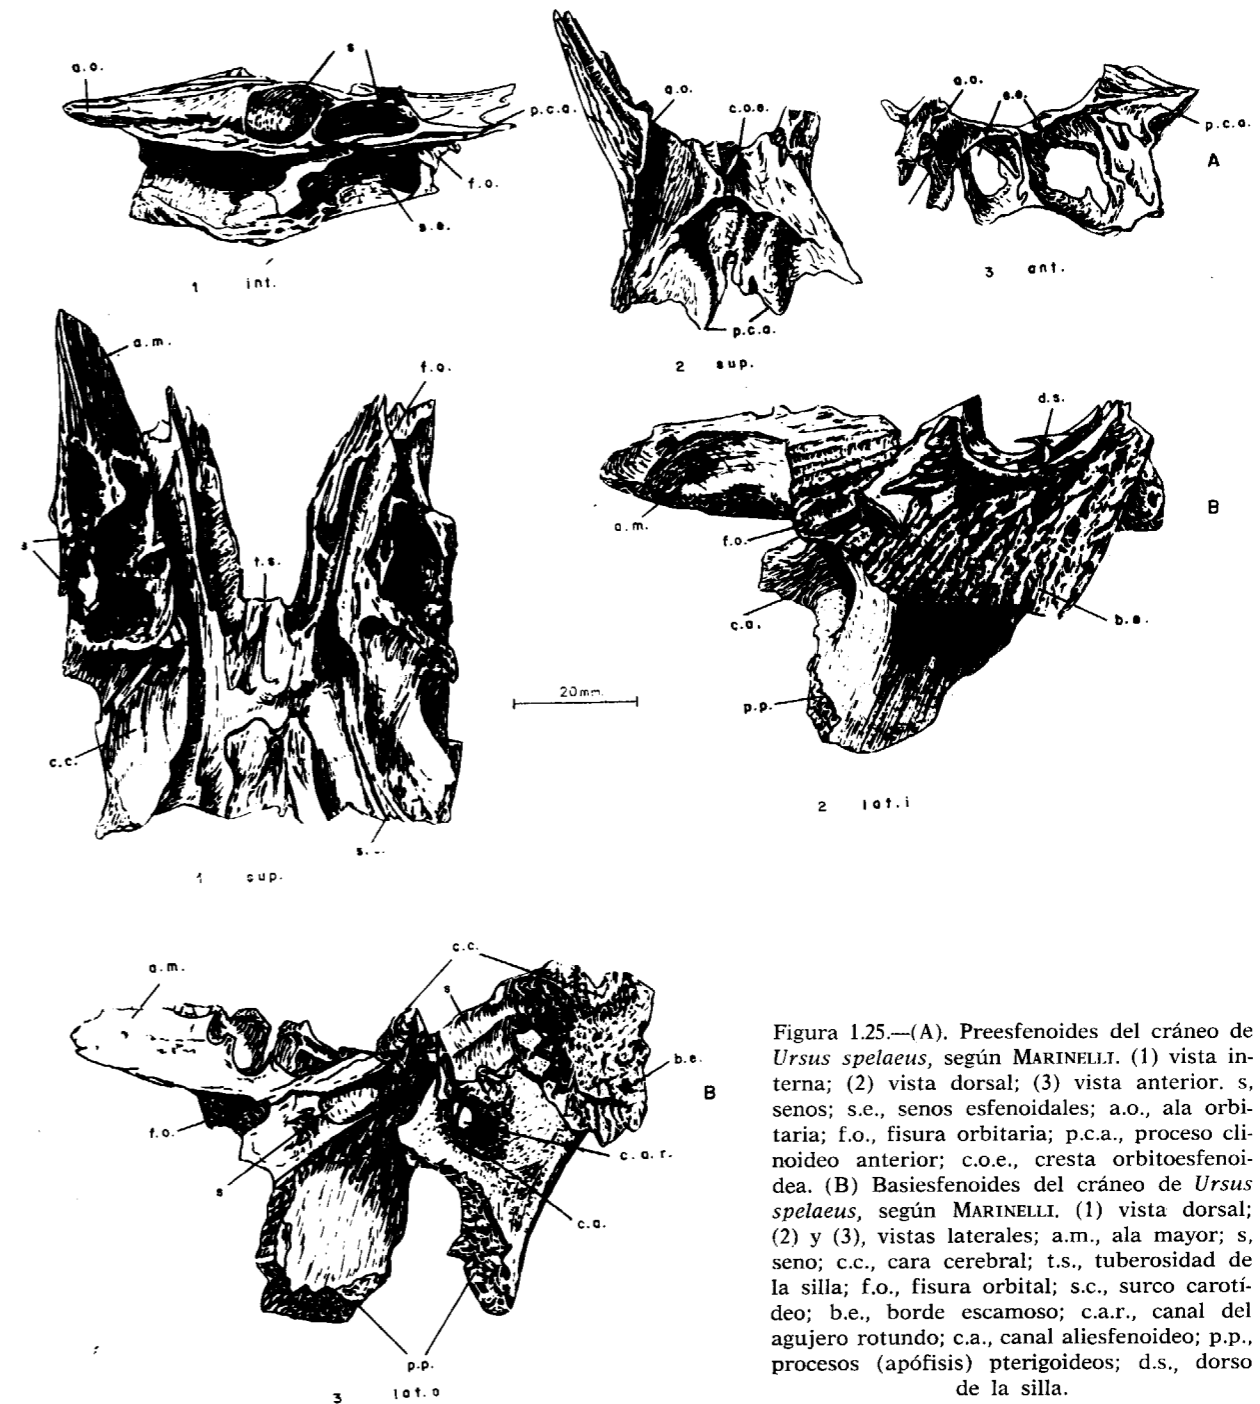 s
a.o.
p.c.a.
f.o.
s.e.
1 int.
a.o.
c.o.e.
p.c.a.
2 sup.
a.o.
s.e.
p.c.a.
A
3 ant.
a.m.
f.o.
s
t.s.
c.c.
1 sup.
20mm.
d.s.
a.m.
f.o.
B
c.a.
b.e.
p.p.
2 lat.i
c.c.
a.m.
s
b.e.
B
f.o.
c.a.r.
s
c.a.
p.p.
3 lat.o
Figura 1.25.—(A). Preesfenoides del cráneo de
Ursus spelaeus, según MARINELLI. (1) vista in-
terna; (2) vista dorsal; (3) vista anterior. s,
senos; s.e., senos esfenoidales; a.o., ala orbi-
taria; f.o., fisura orbitaria; p.c.a., proceso cli-
noideo anterior; c.o.e., cresta orbitoesfenoi-
dea. (B) Basiesfenoides del cráneo de Ursus
spelaeus, según MARINELLI. (1) vista dorsal;
(2) y (3), vistas laterales; a.m., ala mayor; s,
seno; c.c., cara cerebral; t.s., tuberosidad de
la silla; f.o., fisura orbital; s.c., surco carotí-
deo; b.e., borde escamoso; c.a.r., canal del
agujero rotundo; c.a., canal aliesfenoideo; p.p.,
procesos (apófisis) pterigoideos; d.s., dorso
de la silla.